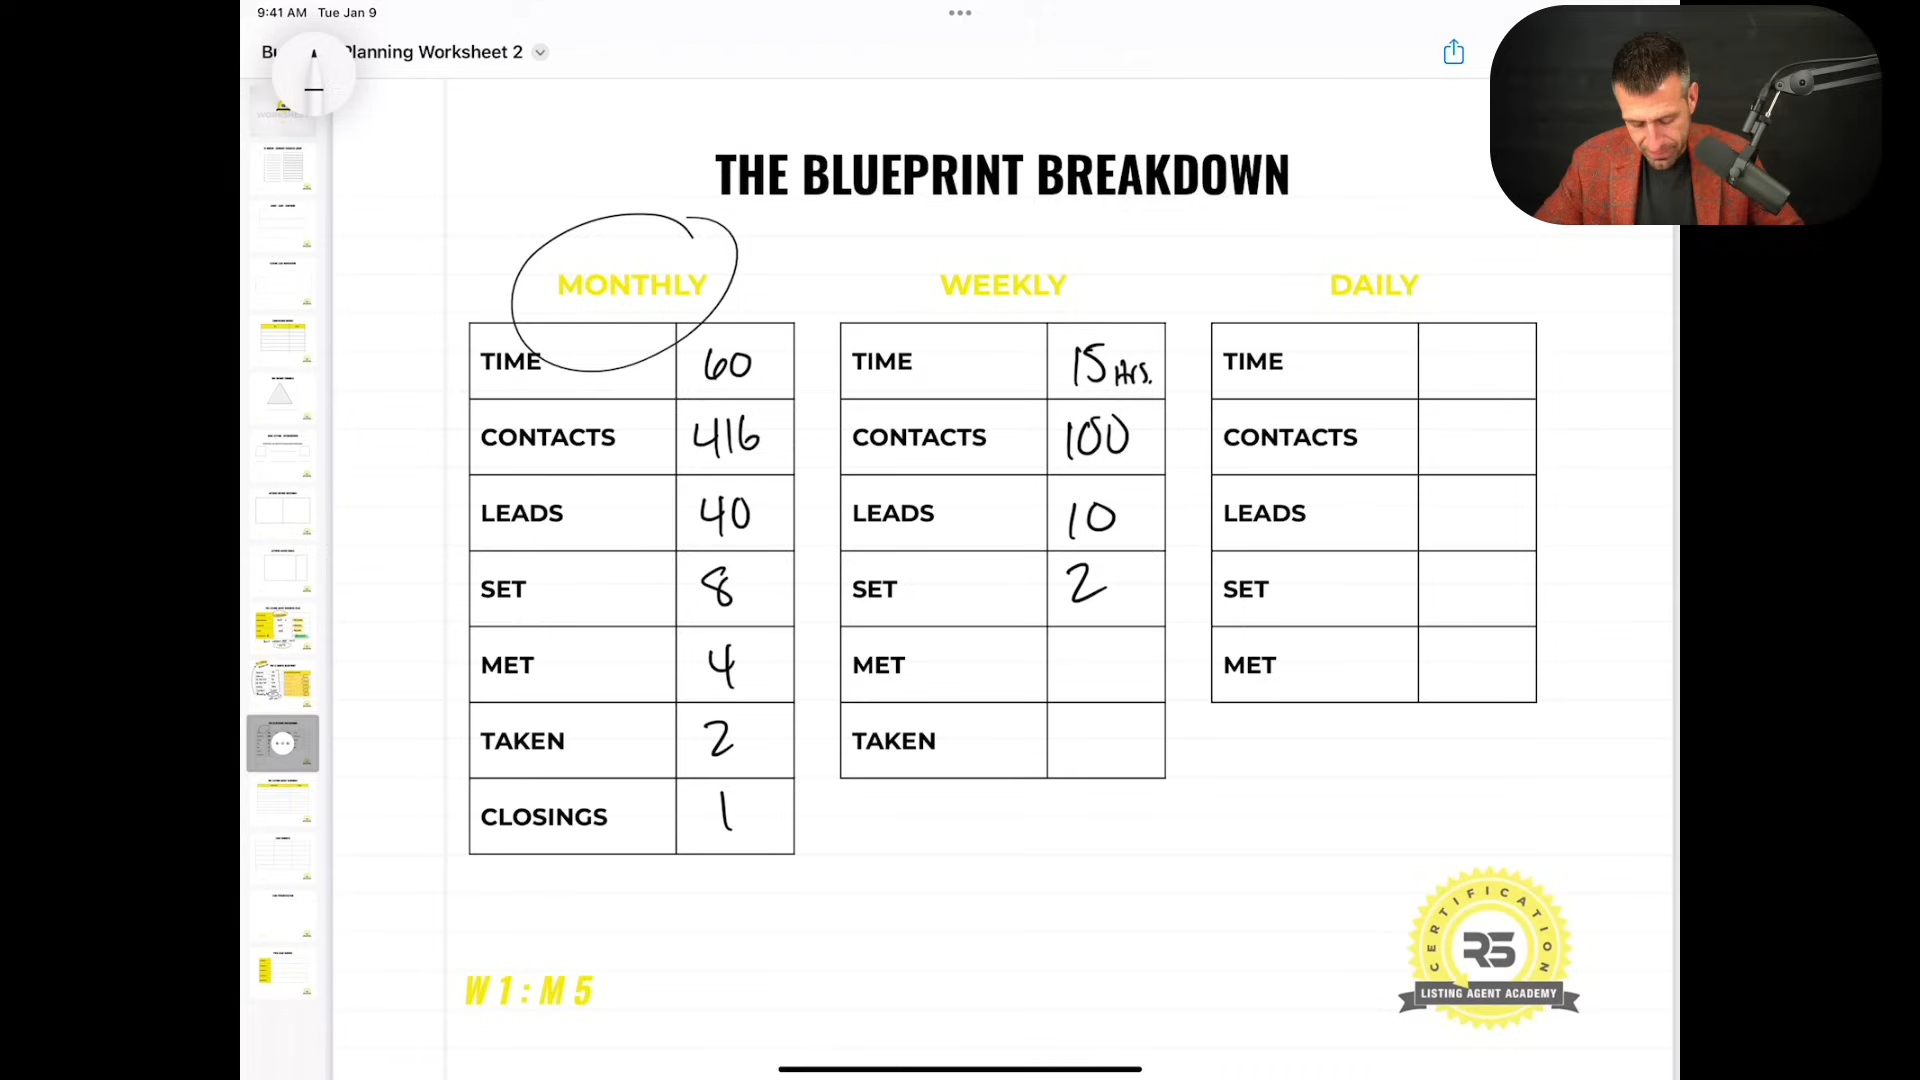 9:41 AM Tue Jan 9
Planning Worksheet 2
THE BLUEPRINT BREAKDOWN
MONTHLY
TIME 60
CONTACTS 416
LEADS 40
SET 8
MET 4
TAKEN 2
CLOSINGS 1
WEEKLY
TIME 15 Hrs.
CONTACTS 100
LEADS 10
SET 2
MET
TAKEN
DAILY
TIME
CONTACTS
LEADS
SET
MET
W1:M5
CERTIFICATION
R5
LISTING AGENT ACADEMY